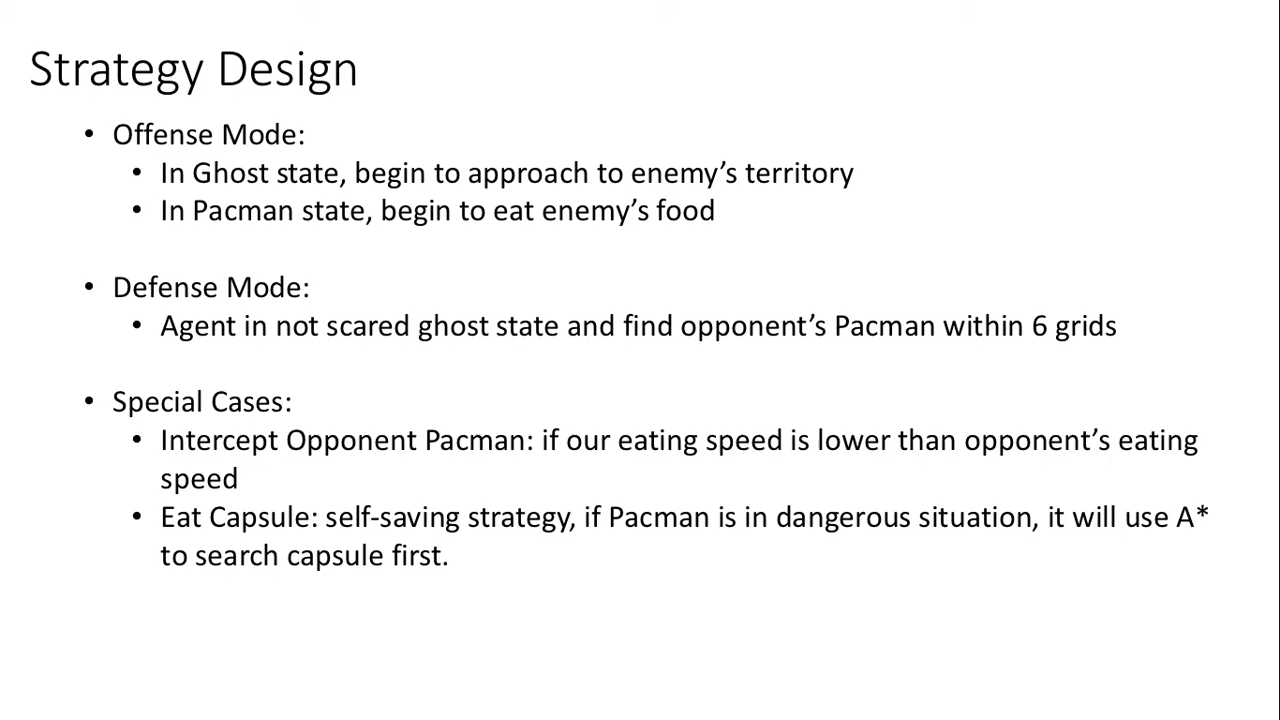 Strategy Design
• Offense Mode:
• In Ghost state, begin to approach to enemy’s territory
• In Pacman state, begin to eat enemy’s food
• Defense Mode:
• Agent in not scared ghost state and find opponent’s Pacman within 6 grids
• Special Cases:
• Intercept Opponent Pacman: if our eating speed is lower than opponent’s eating
speed
• Eat Capsule: self-saving strategy, if Pacman is in dangerous situation, it will use A*
to search capsule first.